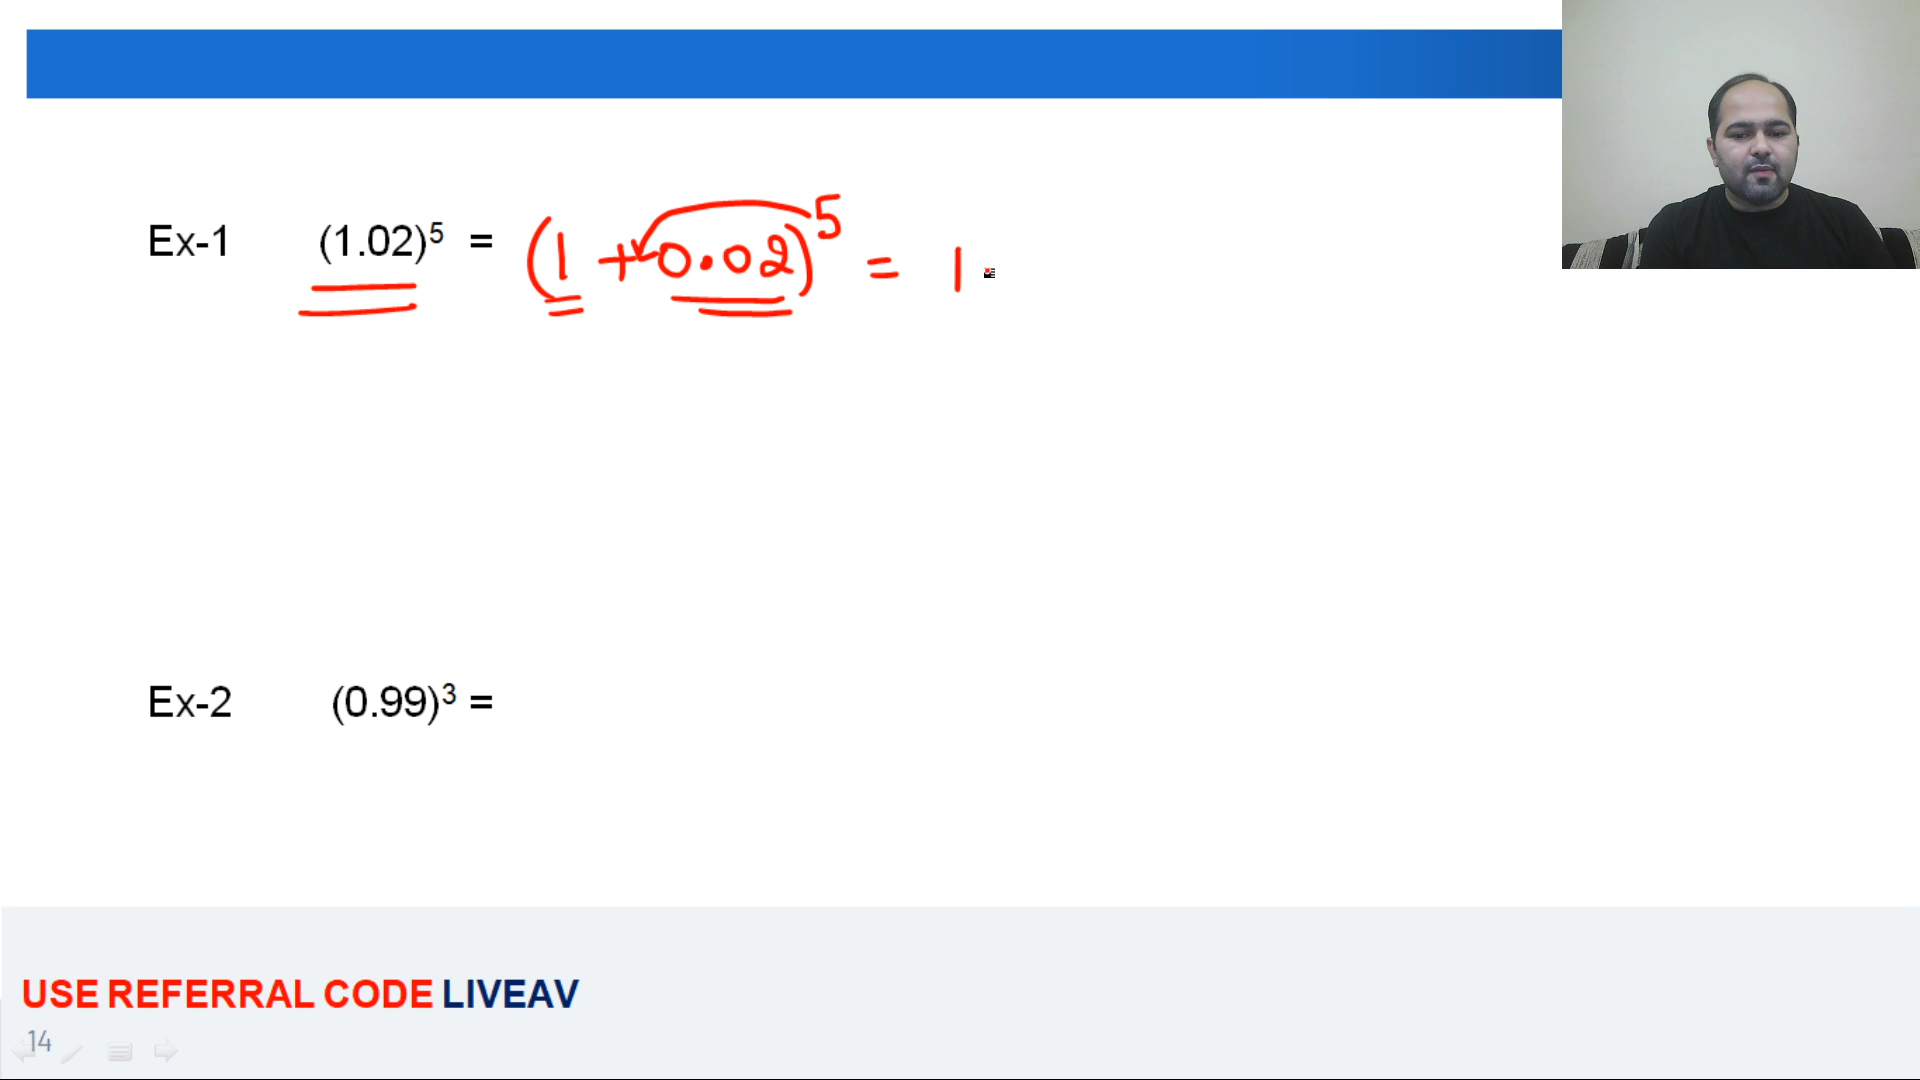 Ex-1 (1.02)⁵ = (1 + 0.02)⁵ = 1
Ex-2 (0.99)³ =
USE REFERRAL CODE LIVEAV
14